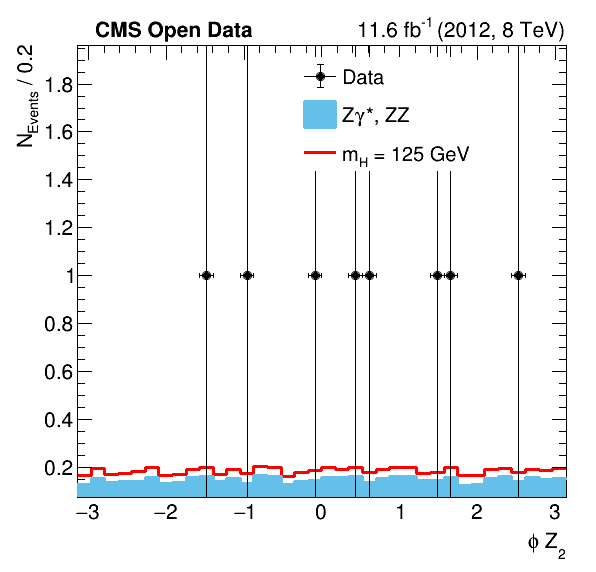 CMS Open Data 11.6 fb⁻¹ (2012, 8 TeV)
N_Events / 0.2
Data
Zγ*, ZZ
m_H = 125 GeV
1.8
1.6
1.4
1.2
1
0.8
0.6
0.4
0.2
−3 −2 −1 0 1 2 3
ϕ Z₂